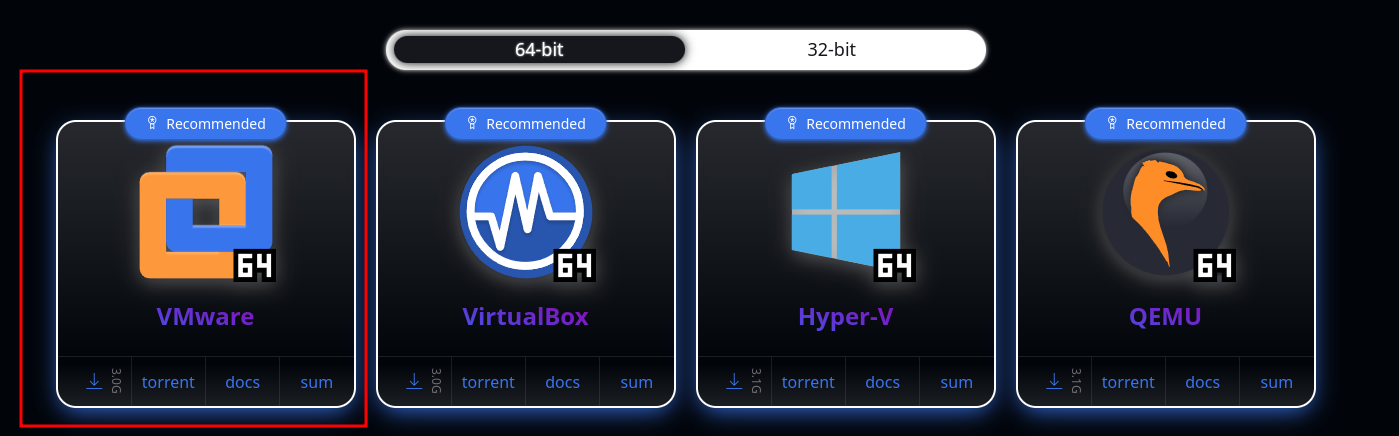 64-bit 32-bit
Recommended Recommended Recommended Recommended
64 64 64 64
VMware VirtualBox Hyper-V QEMU
3.0G torrent docs sum 3.0G torrent docs sum 3.1G torrent docs sum 3.1G torrent docs sum